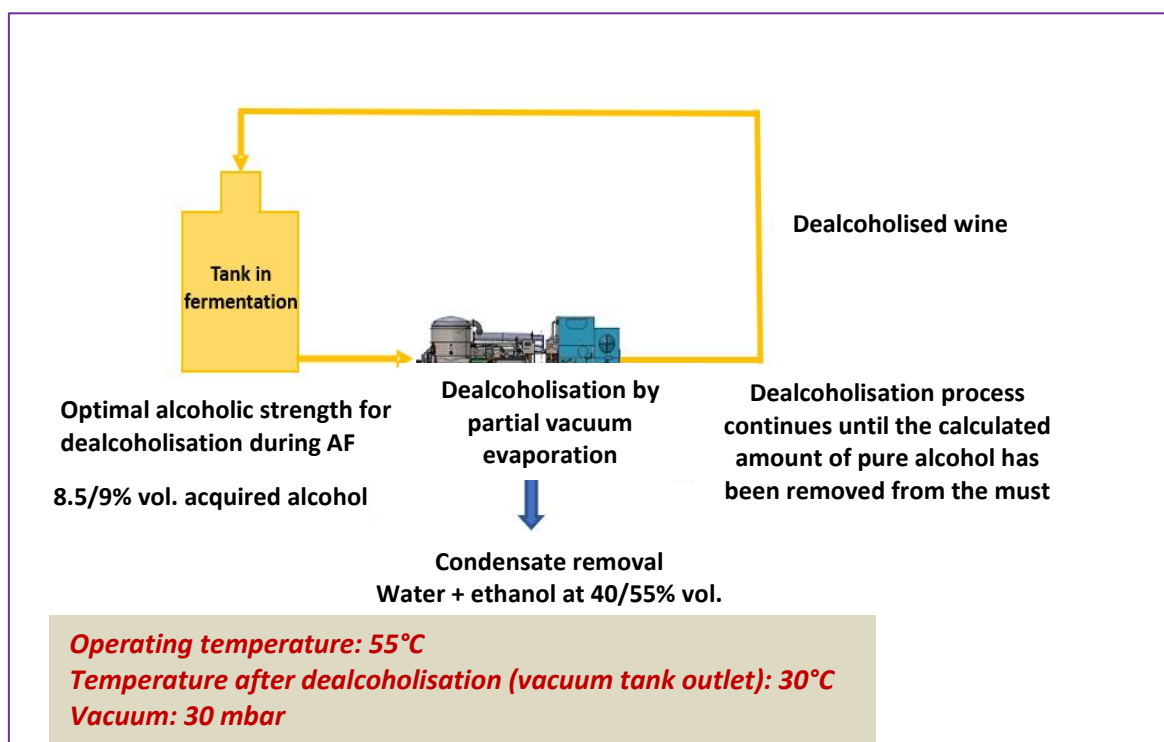 Tank in
fermentation
Dealcoholised wine
Optimal alcoholic strength for
dealcoholisation during AF
8.5/9% vol. acquired alcohol
Dealcoholisation by
partial vacuum
evaporation
Dealcoholisation process
continues until the calculated
amount of pure alcohol has
been removed from the must
Condensate removal
Water + ethanol at 40/55% vol.
Operating temperature: 55°C
Temperature after dealcoholisation (vacuum tank outlet): 30°C
Vacuum: 30 mbar